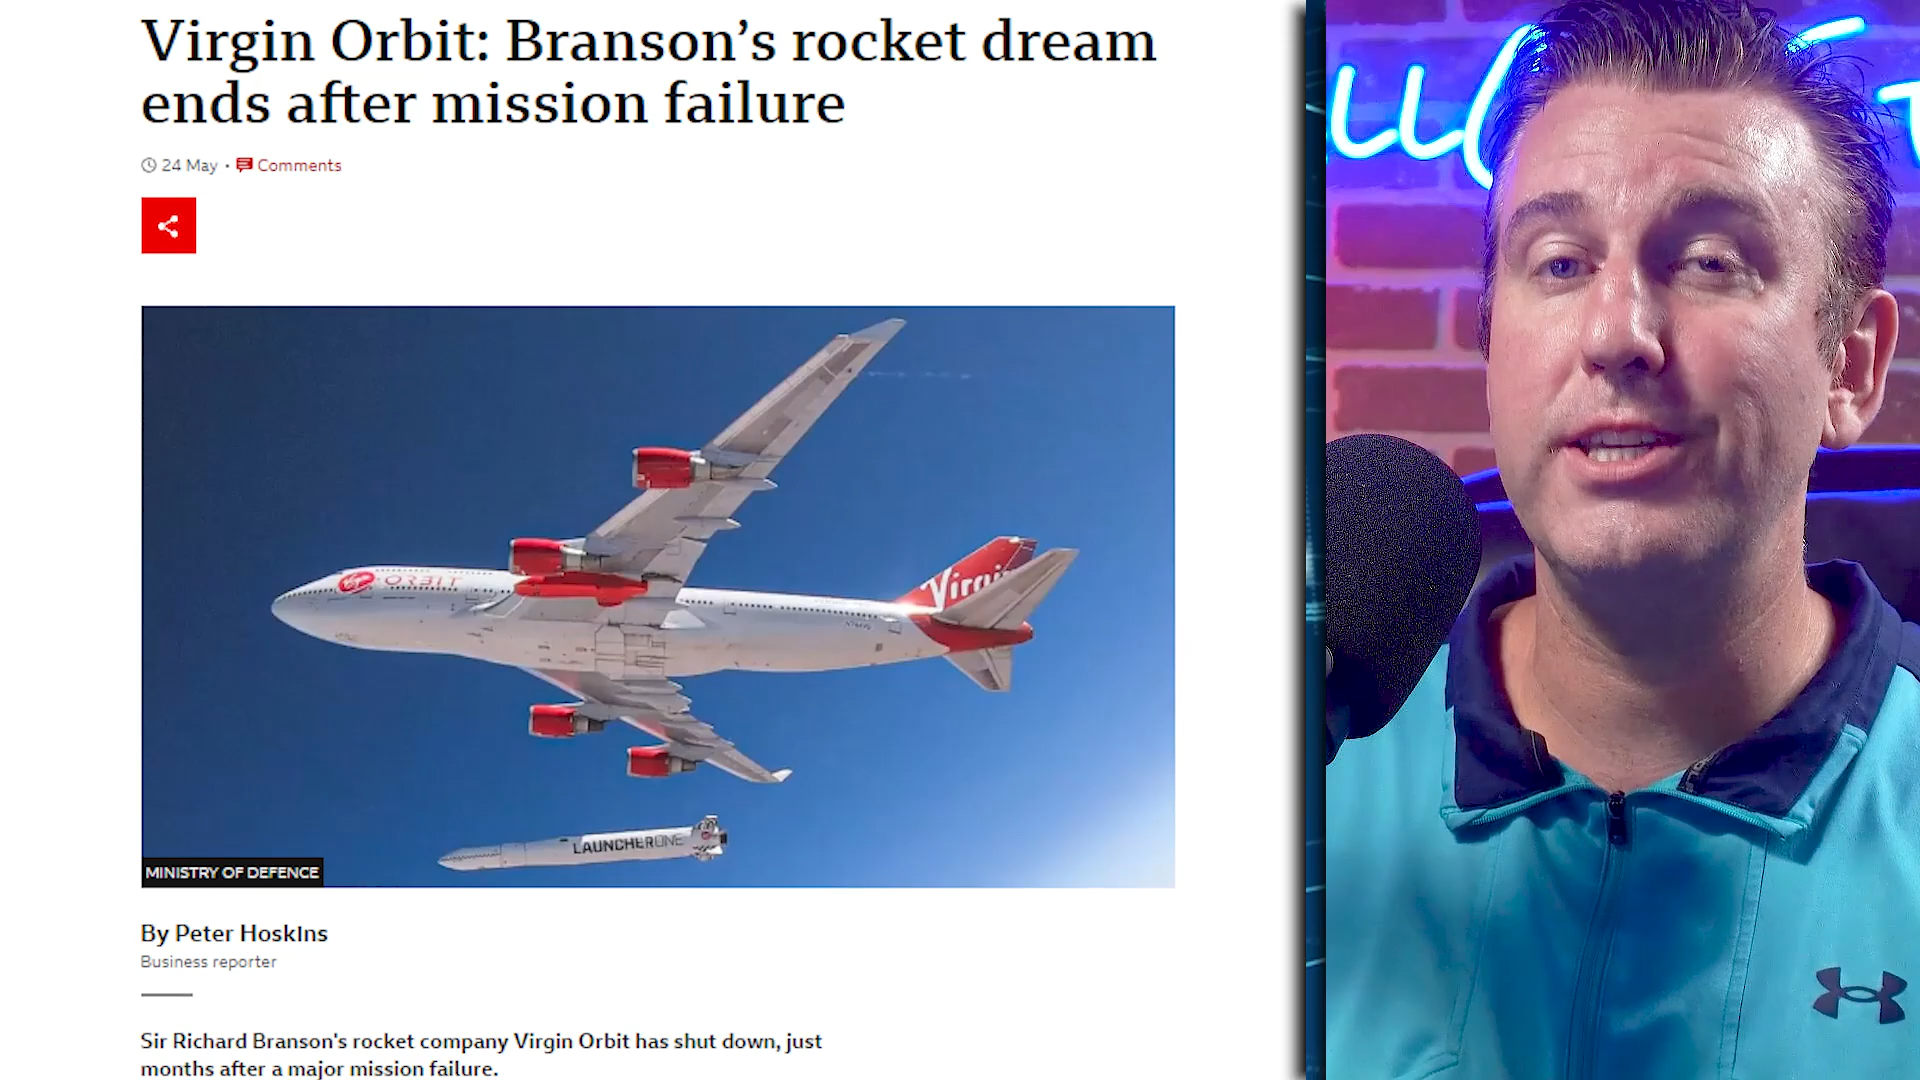 Virgin Orbit: Branson’s rocket dream
ends after mission failure
24 May • Comments
Virgin ORBIT
Virgin
LAUNCHERONE
MINISTRY OF DEFENCE
By Peter Hoskins
Business reporter
Sir Richard Branson's rocket company Virgin Orbit has shut down, just
months after a major mission failure.